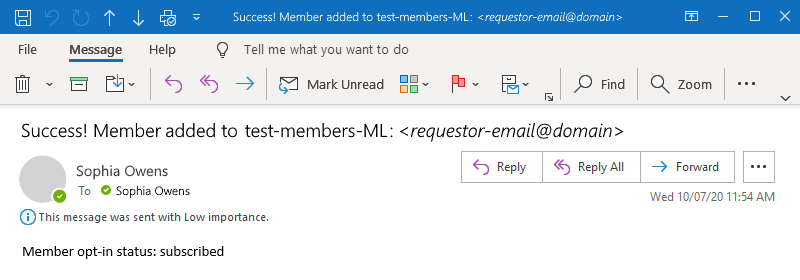 Success! Member added to test-members-ML: <requestor-email@domain>
File Message Help Tell me what you want to do
Mark Unread Find Zoom
Success! Member added to test-members-ML: <requestor-email@domain>
Sophia Owens
To Sophia Owens
Reply Reply All Forward
Wed 10/07/20 11:54 AM
This message was sent with Low importance.
Member opt-in status: subscribed